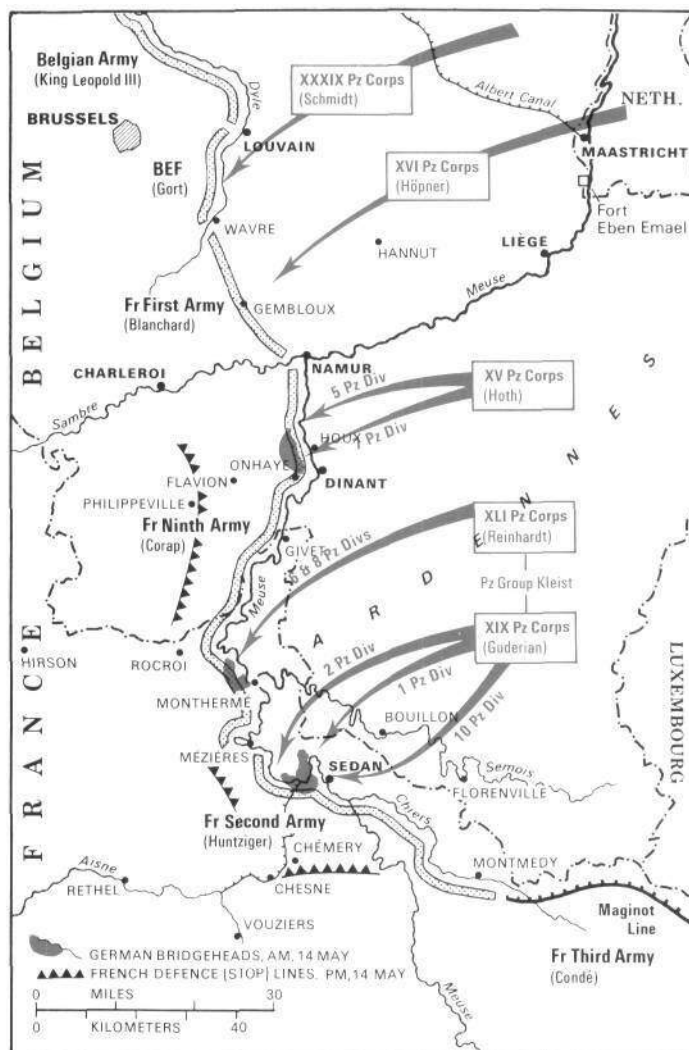 Belgian Army
(King Leopold III)
BRUSSELS
Dyle
LOUVAIN
XXXIX Pz Corps
(Schmidt)
Albert Canal
NETH.
MAASTRICHT
BEF
(Gort)
XVI Pz Corps
(Höpner)
Fort
Eben Emael
WAVRE
HANNUT
LIÈGE
Meuse
BELGIUM
Fr First Army
(Blanchard)
GEMBLOUX
NAMUR
CHARLEROI
Sambre
5 Pz Div
7 Pz Div
XV Pz Corps
(Hoth)
HOUX
ONHAYE
DINANT
FLAVION
PHILIPPEVILLE
Fr Ninth Army
(Corap)
GIVET
Meuse
6 & 8 Pz Divs
XLI Pz Corps
(Reinhardt)
Pz Group Kleist
XIX Pz Corps
(Guderian)
ARDENNES
LUXEMBOURG
FRANCE
HIRSON
ROCROI
MONTHERME
2 Pz Div
1 Pz Div
10 Pz Div
BOUILLON
MÉZIÈRES
SEDAN
Semois
FLORENVILLE
Fr Second Army
(Huntziger)
Chiers
CHÉMERY
CHESNE
MONTMEDY
Aisne
RETHEL
VOUZIERS
Maginot
Line
Fr Third Army
(Condé)
Meuse
GERMAN BRIDGEHEADS, AM, 14 MAY
FRENCH DEFENCE (STOP) LINES, PM, 14 MAY
0 MILES 30
0 KILOMETERS 40